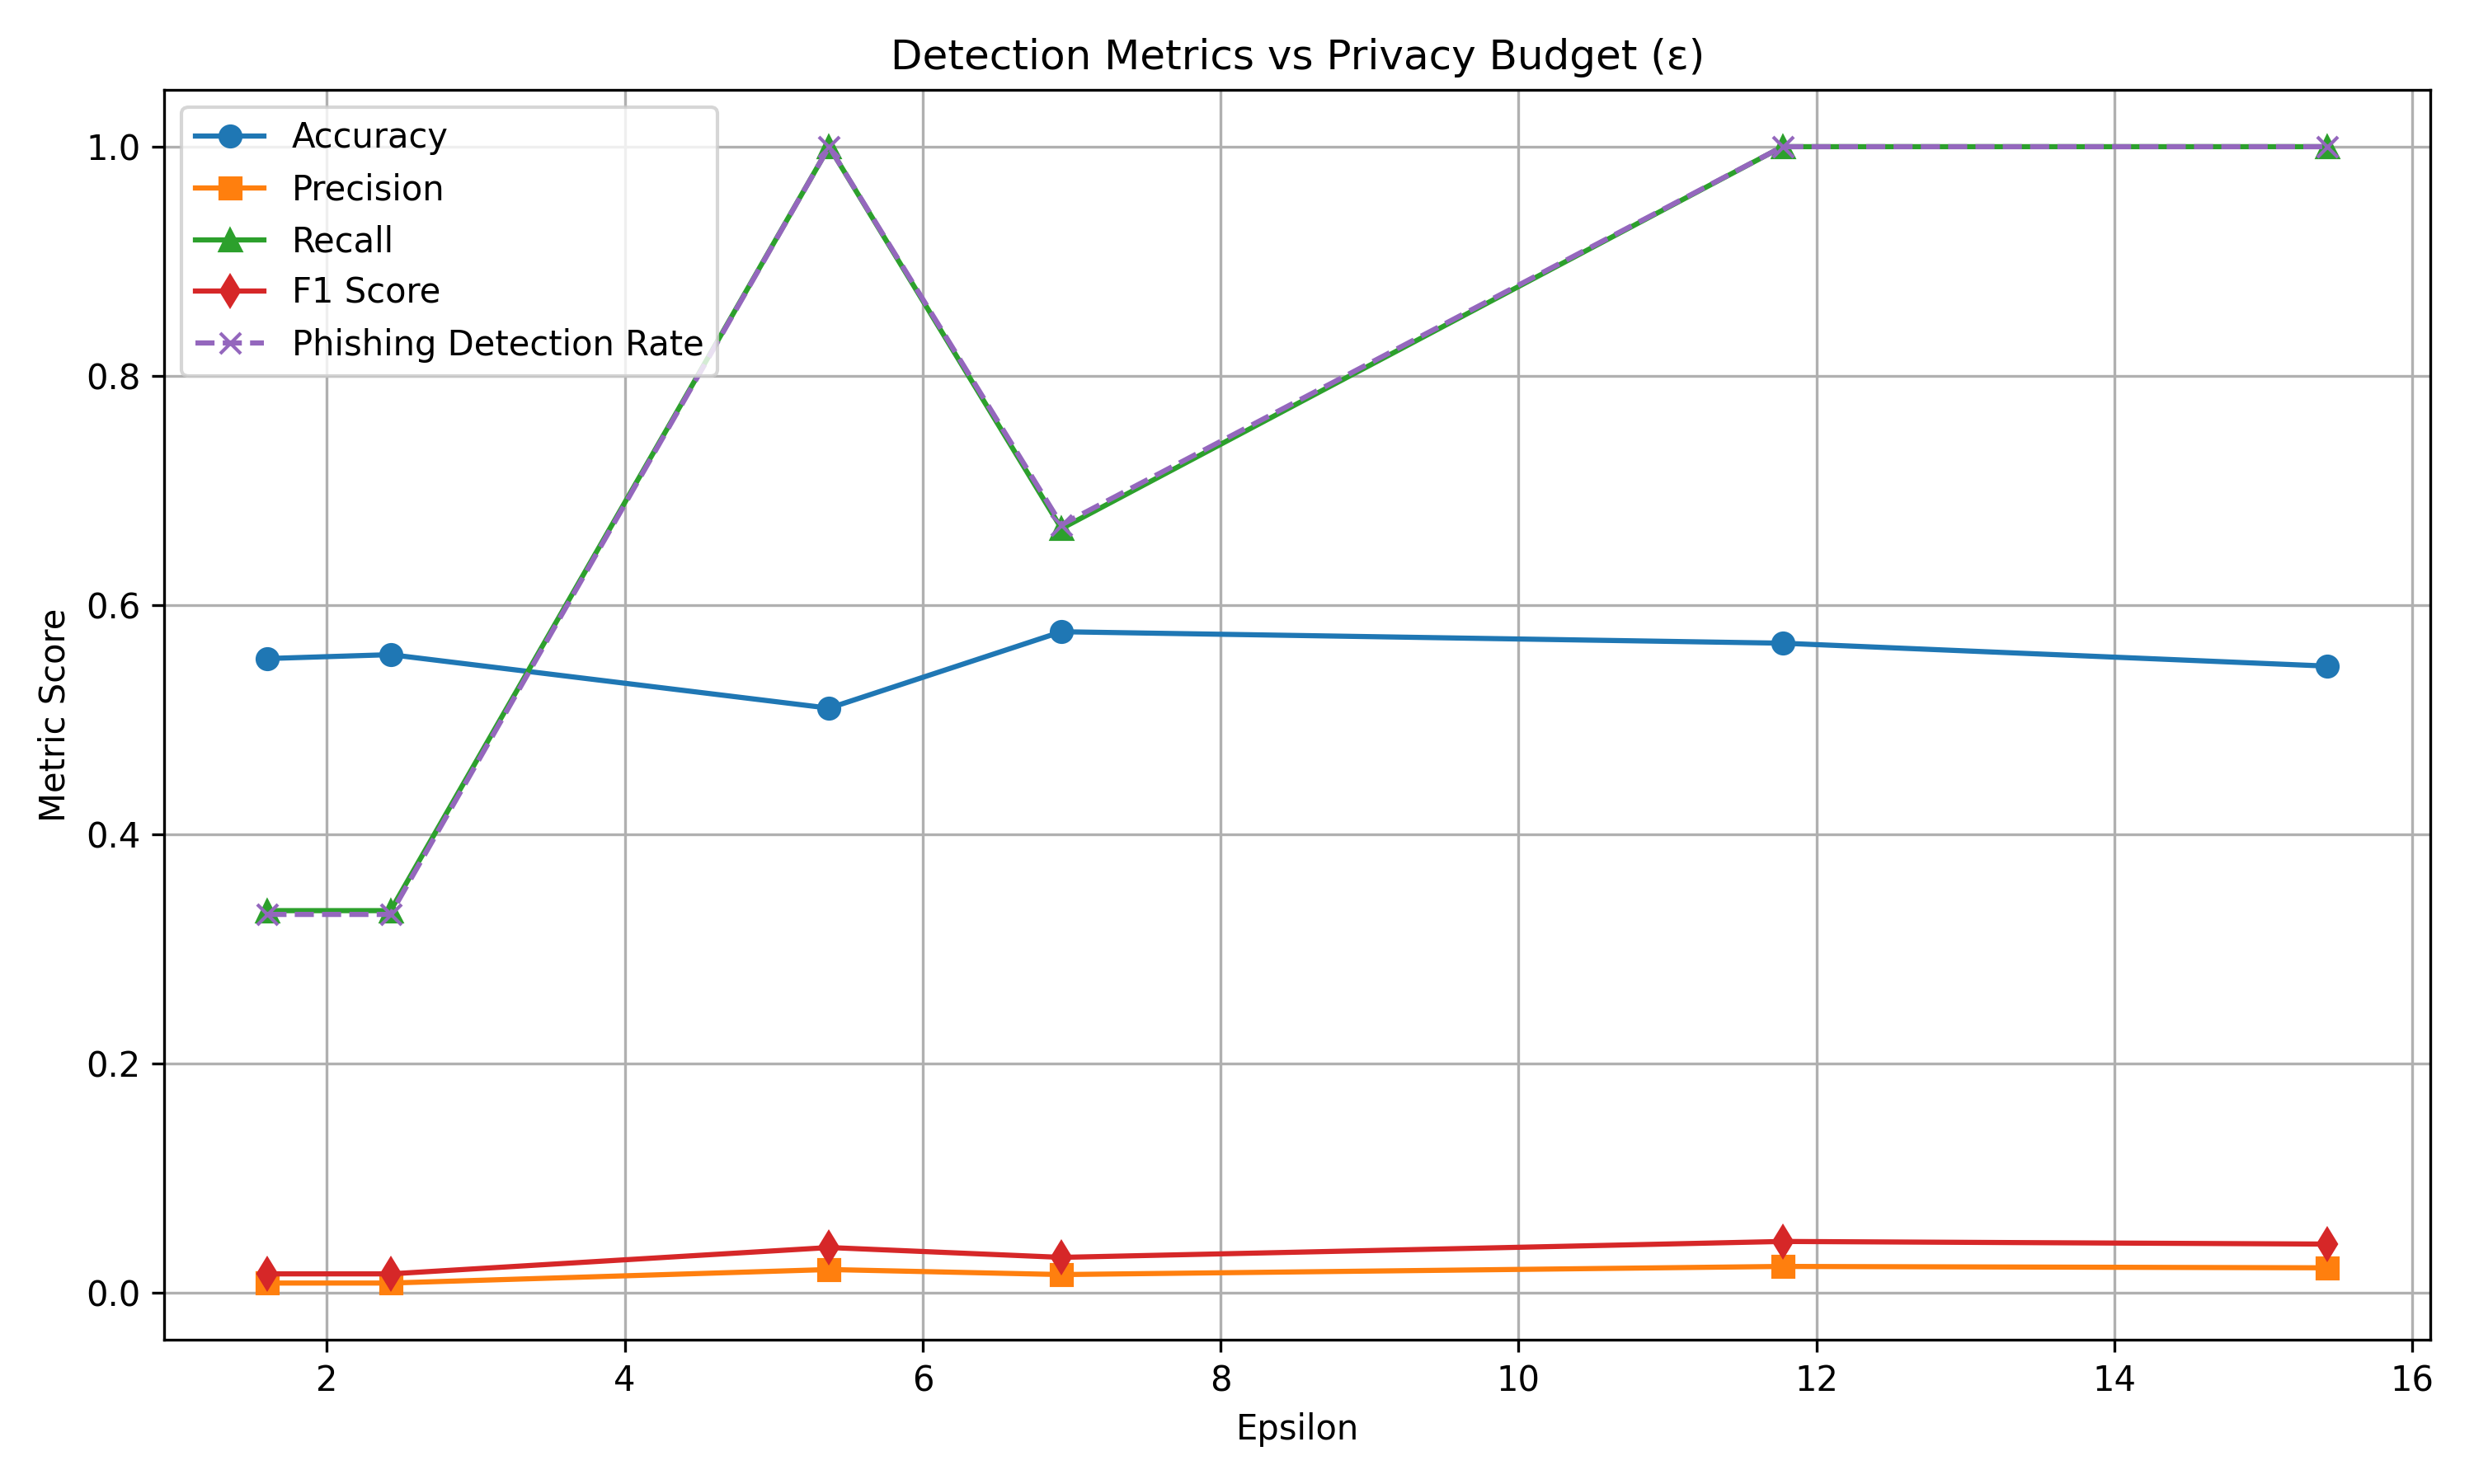 Detection Metrics vs Privacy Budget (ε)
Accuracy
Precision
Recall
F1 Score
Phishing Detection Rate
Metric Score
1.0
0.8
0.6
0.4
0.2
0.0
2 4 6 8 10 12 14 16
Epsilon